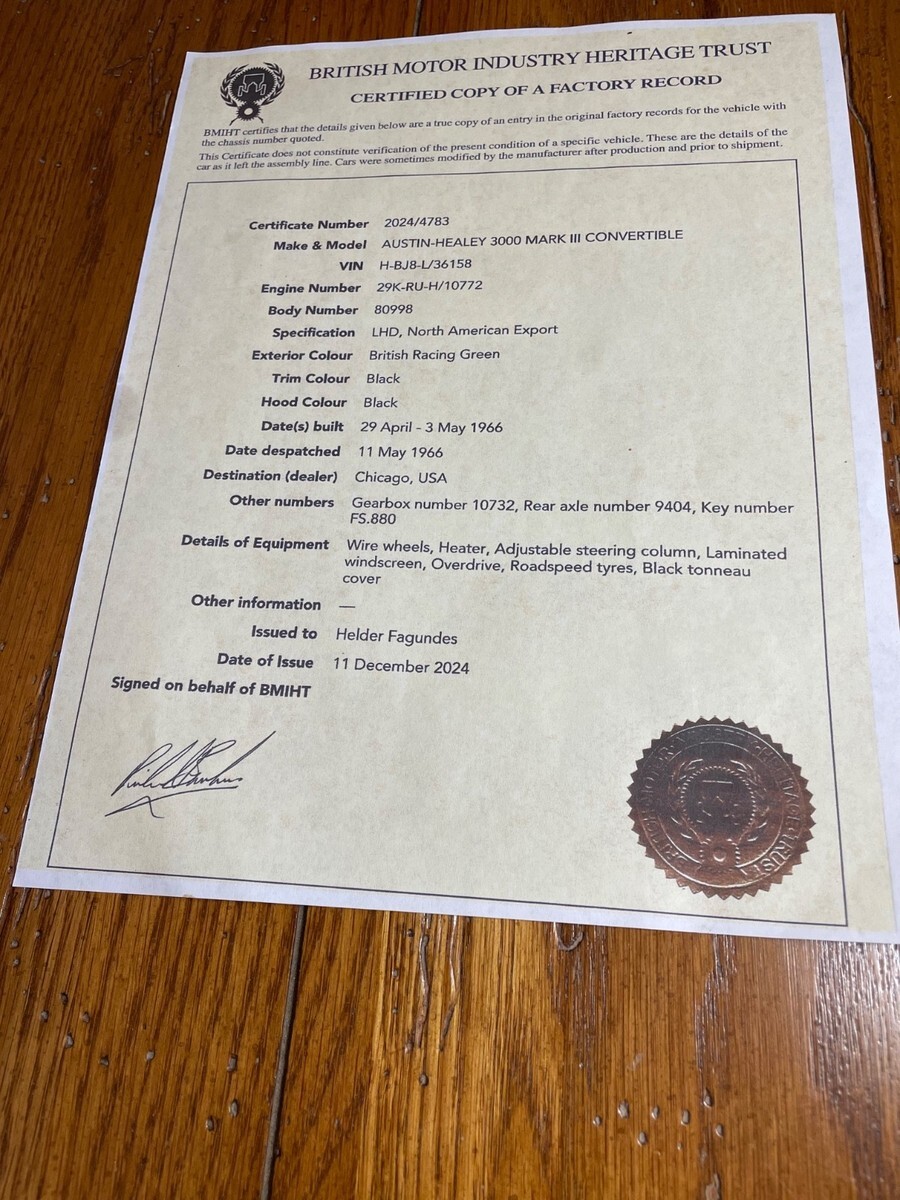 BRITISH MOTOR INDUSTRY HERITAGE TRUST
CERTIFIED COPY OF A FACTORY RECORD
BMIHT certifies that the details given below are a true copy of an entry in the original factory records for the vehicle with
the chassis number quoted.
This Certificate does not constitute verification of the present condition of a specific vehicle. These are the details of the
car as it left the assembly line. Cars were sometimes modified by the manufacturer after production and prior to shipment.
Certificate Number 2024/4783
Make & Model AUSTIN-HEALEY 3000 MARK III CONVERTIBLE
VIN H-BJ8-L/36158
Engine Number 29K-RU-H/10772
Body Number 80998
Specification LHD, North American Export
Exterior Colour British Racing Green
Trim Colour Black
Hood Colour Black
Date(s) built 29 April - 3 May 1966
Date despatched 11 May 1966
Destination (dealer) Chicago, USA
Other numbers Gearbox number 10732, Rear axle number 9404, Key number
FS.880
Details of Equipment Wire wheels, Heater, Adjustable steering column, Laminated
windscreen, Overdrive, Roadspeed tyres, Black tonneau
cover
Other information —
Issued to Helder Fagundes
Date of Issue 11 December 2024
Signed on behalf of BMIHT